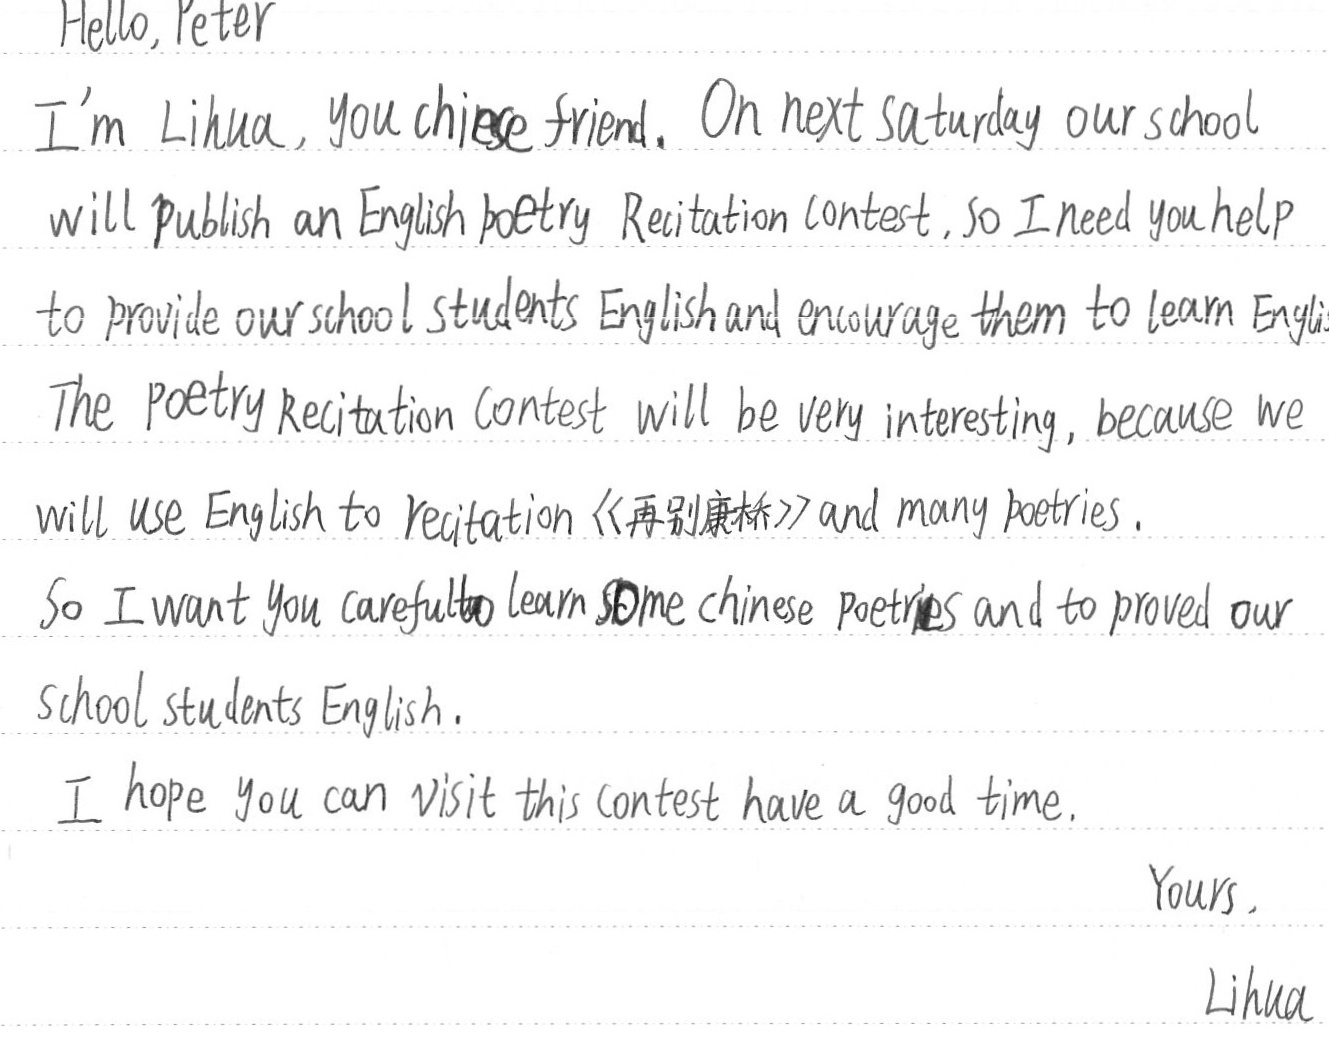 Hello, Peter
I'm Lihua, you chinese friend. On next saturday our school
will publish an English poetry Recitation Contest, so I need you help
to provide our school students English and encourage them to learn Englis
The poetry Recitation Contest will be very interesting, because we
will use English to recitation 《再别康桥》 and many poetries.
So I want you careful to learn some chinese poetries and to proved our
school students English.
I hope you can visit this contest have a good time.
Yours,
Lihua